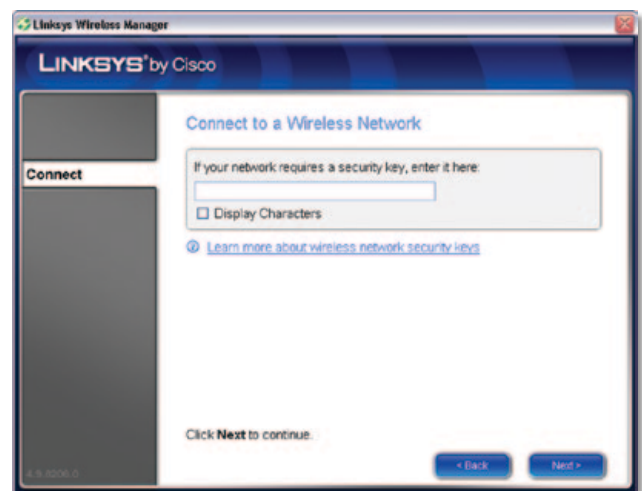 Linksys Wireless Manager
LINKSYS® by Cisco
Connect to a Wireless Network
Connect
If your network requires a security key, enter it here:
Display Characters
Learn more about wireless network security keys
Click Next to continue.
< Back
Next >